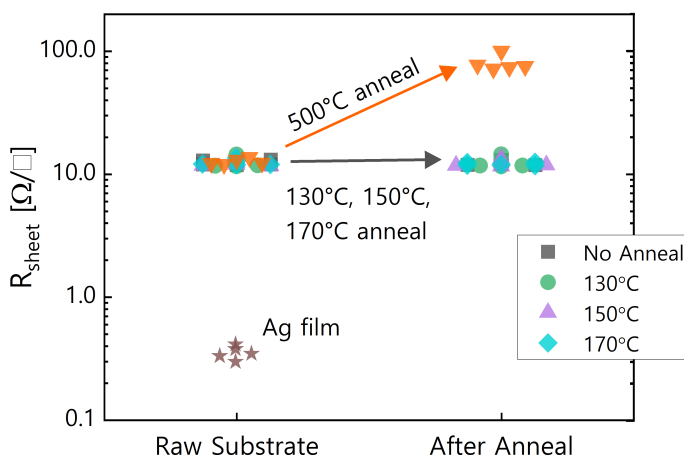 100.0
10.0
1.0
0.1
Rsheet [Ω/□]
500°C anneal
130°C, 150°C,
170°C anneal
Ag film
No Anneal
130°C
150°C
170°C
Raw Substrate
After Anneal